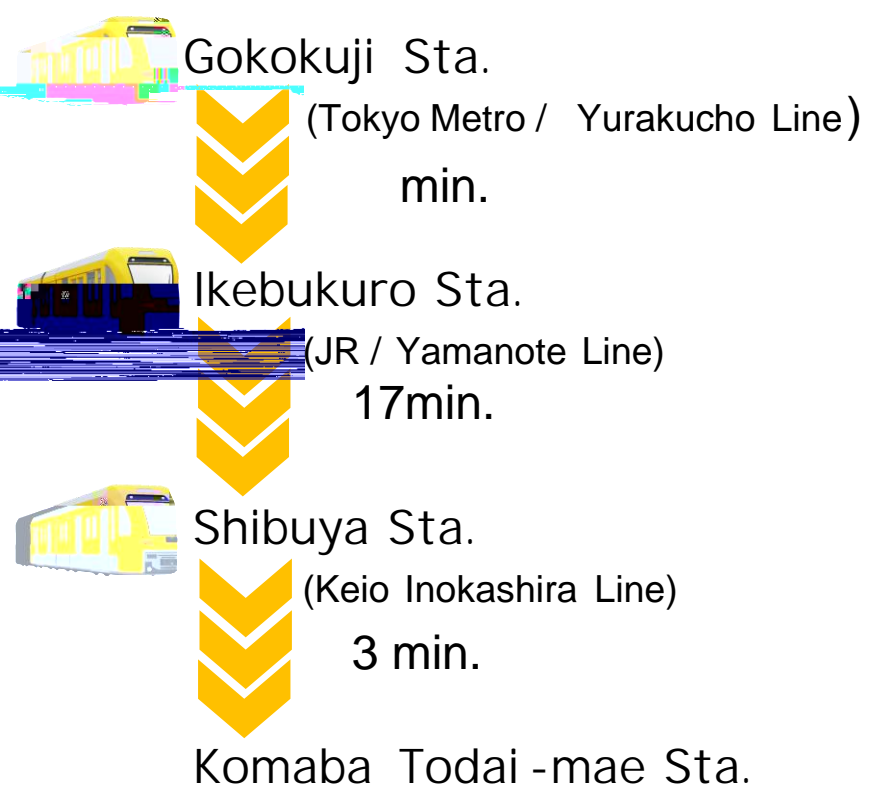 Gokokuji Sta.
(Tokyo Metro / Yurakucho Line)
min.
Ikebukuro Sta.
(JR / Yamanote Line)
17min.
Shibuya Sta.
(Keio Inokashira Line)
3 min.
Komaba Todai-mae Sta.